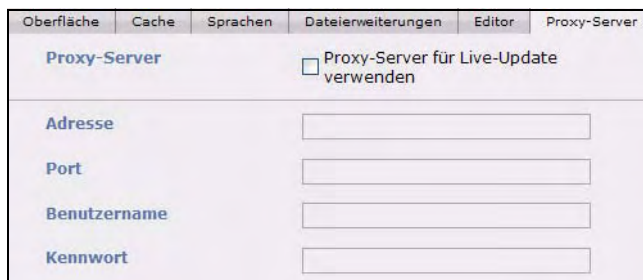 Oberfläche Cache Sprachen Dateierweiterungen Editor Proxy-Server
Proxy-Server Proxy-Server für Live-Update
verwenden
Adresse
Port
Benutzername
Kennwort